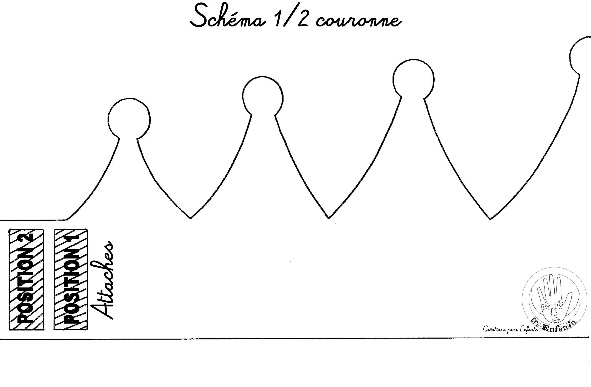 Schéma 1/2 couronne
POSITION 2
POSITION 1
Attaches